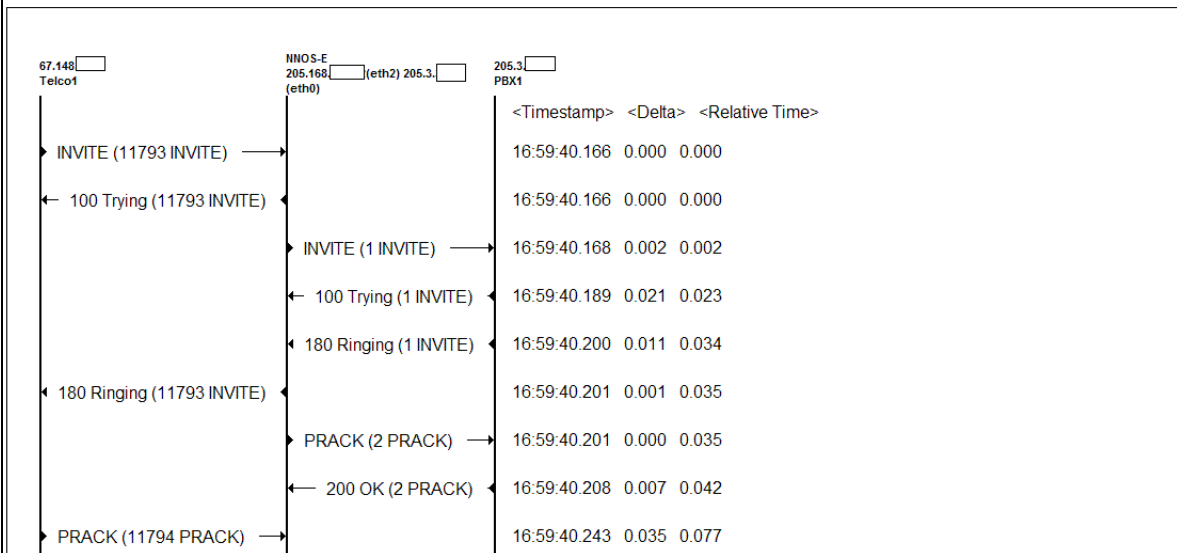 67.148
Telco1
NNOS-E
205.168. (eth2) 205.3.
(eth0)
205.3.
PBX1
<Timestamp> <Delta> <Relative Time>
INVITE (11793 INVITE) 16:59:40.166 0.000 0.000
100 Trying (11793 INVITE) 16:59:40.166 0.000 0.000
INVITE (1 INVITE) 16:59:40.168 0.002 0.002
100 Trying (1 INVITE) 16:59:40.189 0.021 0.023
180 Ringing (1 INVITE) 16:59:40.200 0.011 0.034
180 Ringing (11793 INVITE) 16:59:40.201 0.001 0.035
PRACK (2 PRACK) 16:59:40.201 0.000 0.035
200 OK (2 PRACK) 16:59:40.208 0.007 0.042
PRACK (11794 PRACK) 16:59:40.243 0.035 0.077